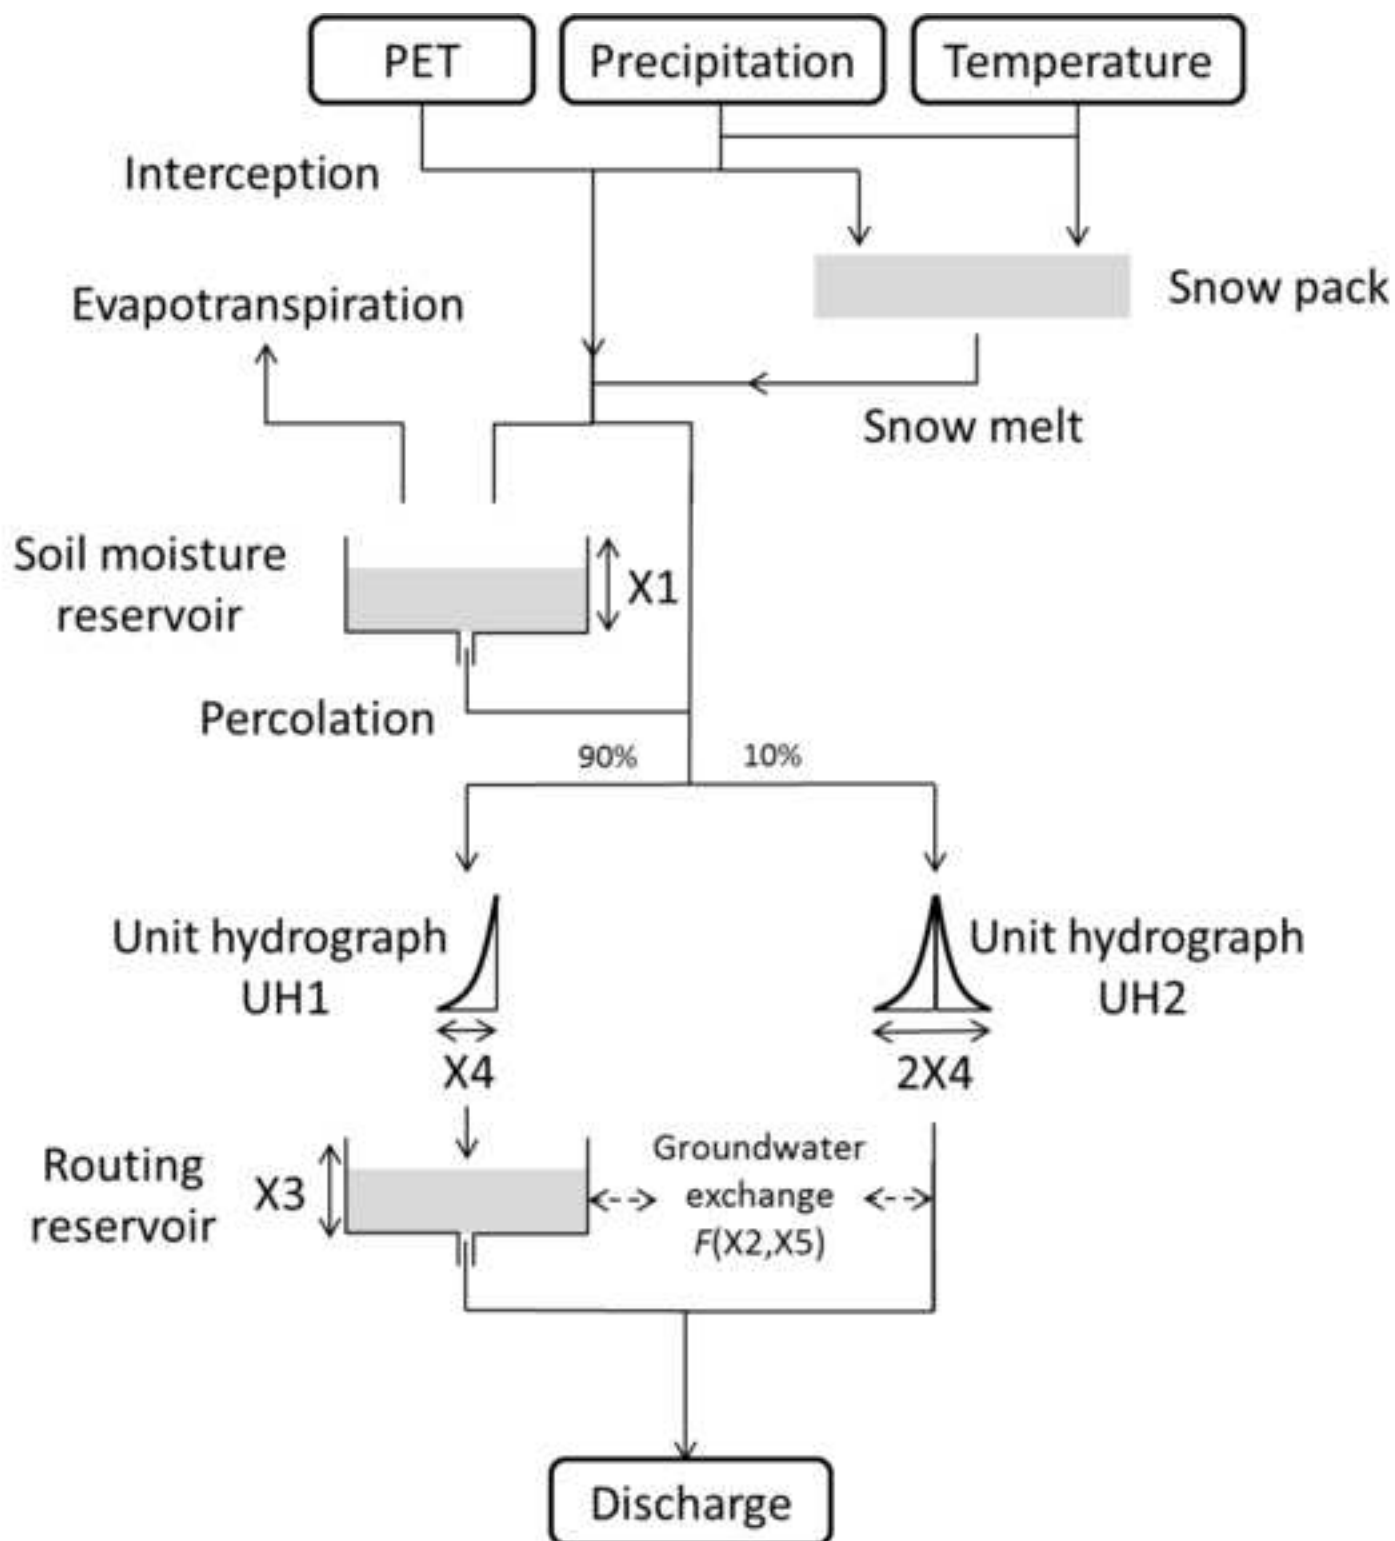 PET
Precipitation
Temperature
Interception
Evapotranspiration
Snow pack
Snow melt
Soil moisture
reservoir
X1
Percolation
90%
10%
Unit hydrograph
UH1
Unit hydrograph
UH2
X4
2X4
Routing
reservoir
X3
Groundwater
exchange
F(X2,X5)
Discharge